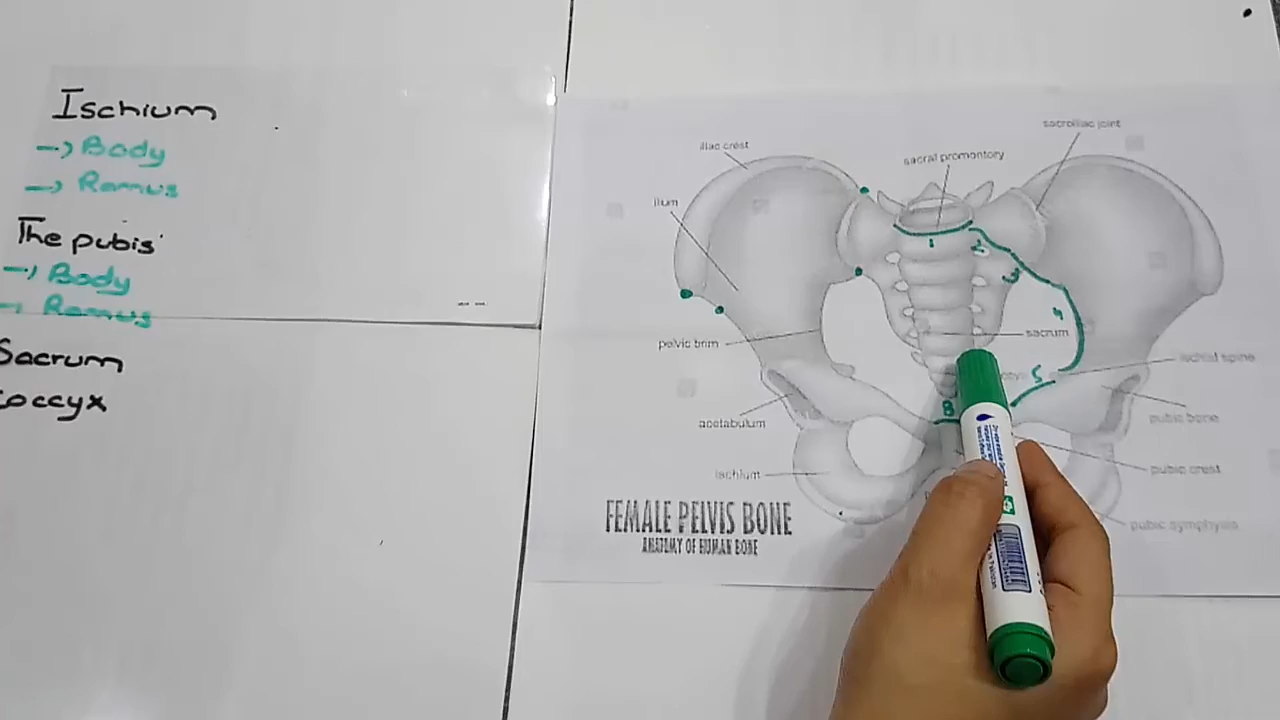 Ischium
→ Body
→ Ramus
The pubis
→ Body
→ Ramus
Sacrum
Coccyx
iliac crest
sacral promontory
sacroiliac joint
ilium
1
2
3
4
5
8
pelvic brim
sacrum
ischial spine
acetabulum
pubic bone
ischium
pubic crest
pubic symphysis
FEMALE PELVIS BONE
ANATOMY OF HUMAN BONE